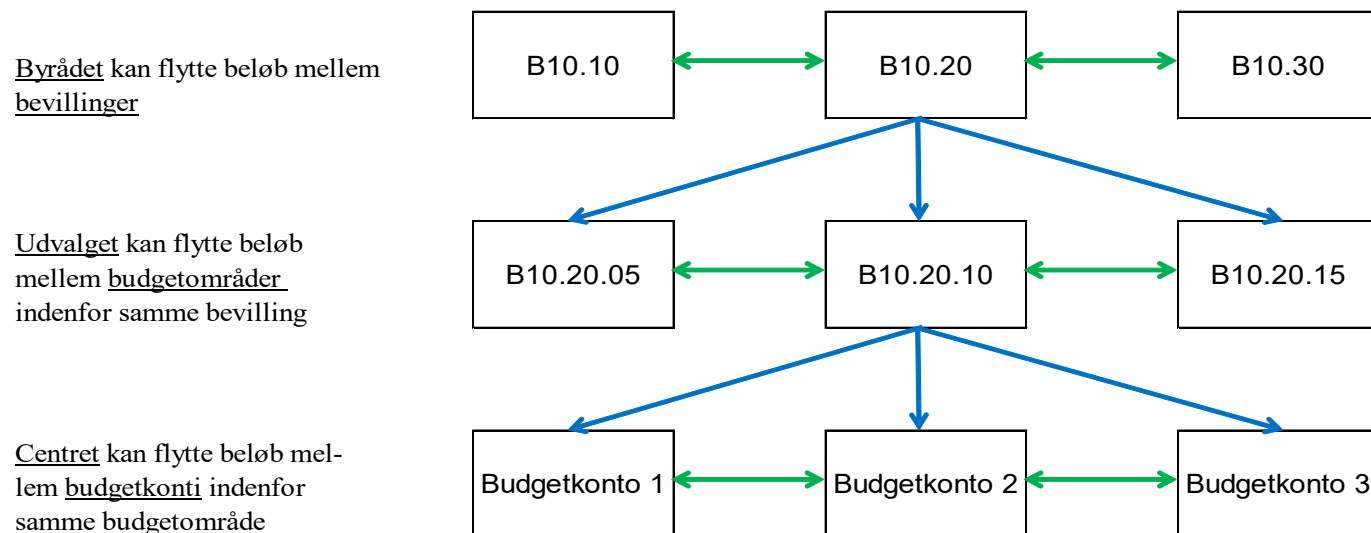 Byrådet kan flytte beløb mellem
bevillinger
B10.10
B10.20
B10.30
Udvalget kan flytte beløb
mellem budgetområder
indenfor samme bevilling
B10.20.05
B10.20.10
B10.20.15
Centret kan flytte beløb mel-
lem budgetkonti indenfor
samme budgetområde
Budgetkonto 1
Budgetkonto 2
Budgetkonto 3